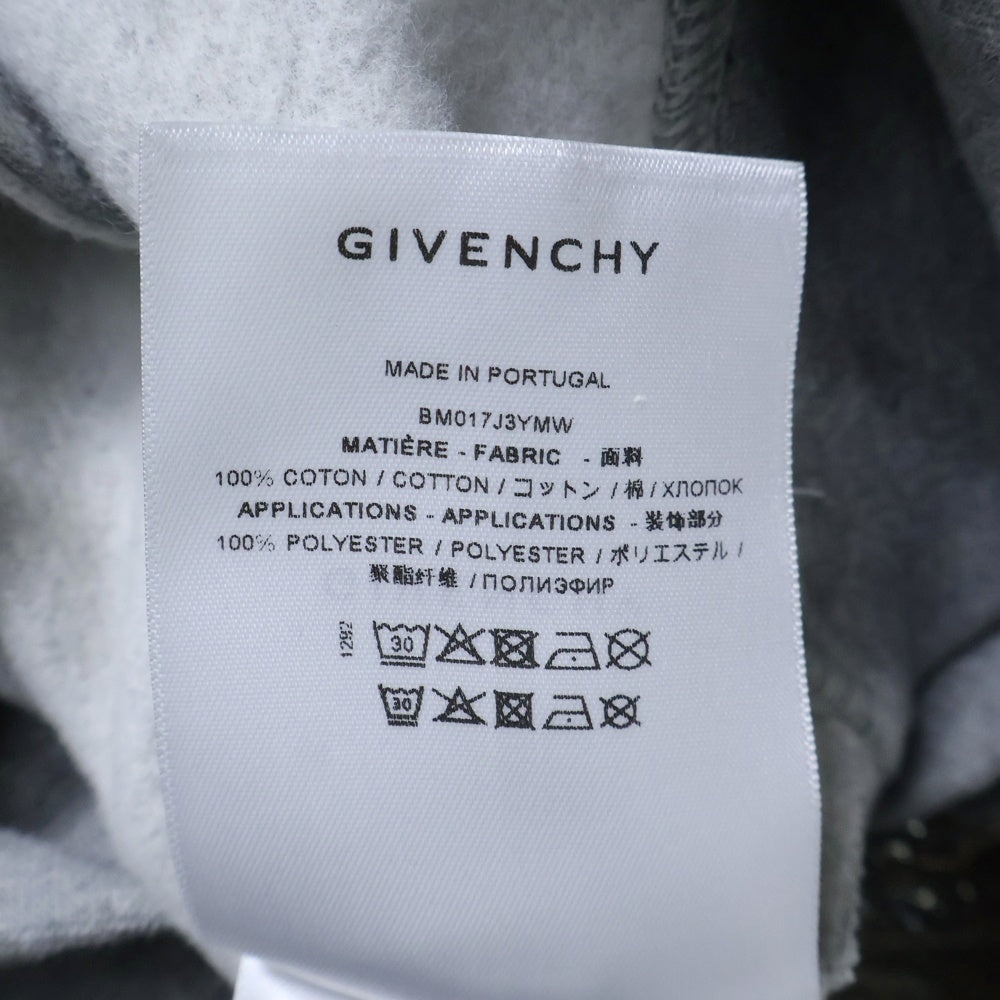 GIVENCHY
MADE IN PORTUGAL
BM017J3YMW
MATIÈRE - FABRIC - 面料
100% COTON / COTTON / コットン / 棉 / ХЛОПОК
APPLICATIONS - APPLICATIONS - 装饰部分
100% POLYESTER / POLYESTER / ポリエステル /
聚酯纤维 / ПОЛИЭФИР
1292
30
30